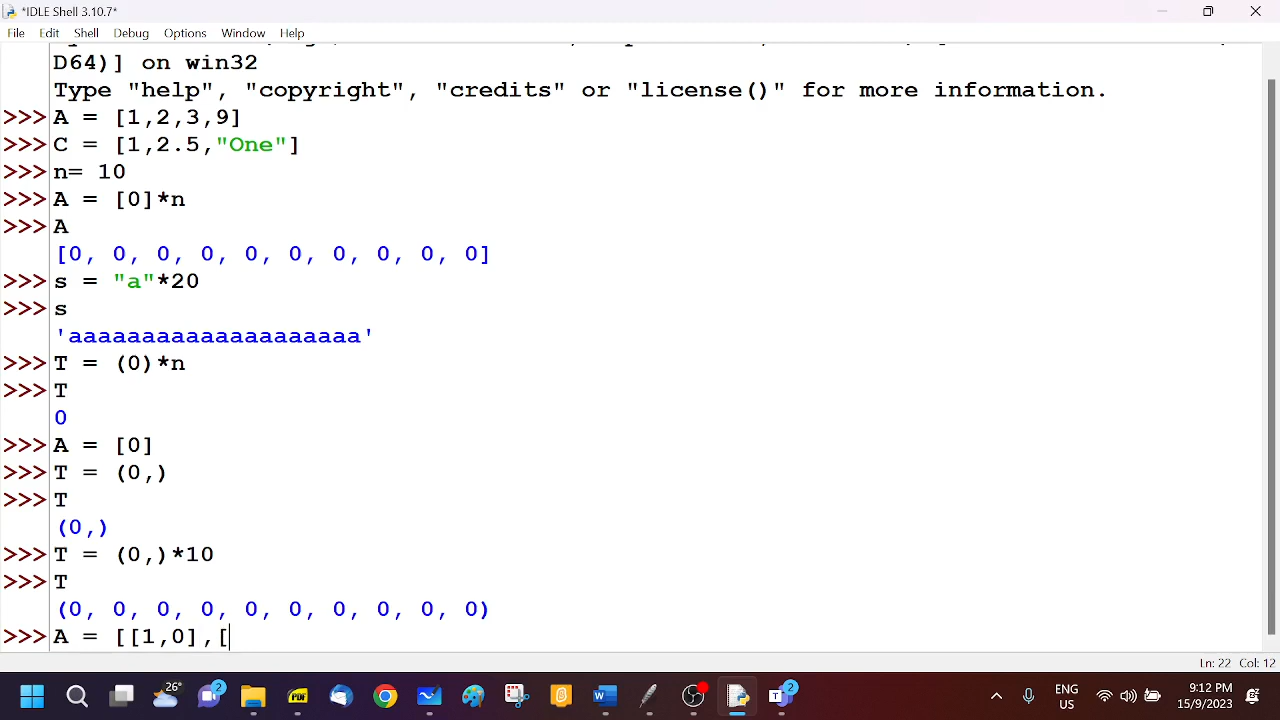 *IDLE Shell 3.10.7*
File Edit Shell Debug Options Window Help
D64)] on win32
Type "help", "copyright", "credits" or "license()" for more information.
>>> A = [1,2,3,9]
>>> C = [1,2.5,"One"]
>>> n= 10
>>> A = [0]*n
>>> A
[0, 0, 0, 0, 0, 0, 0, 0, 0, 0]
>>> s = "a"*20
>>> s
'aaaaaaaaaaaaaaaaaaaa'
>>> T = (0)*n
>>> T
0
>>> A = [0]
>>> T = (0,)
>>> T
(0,)
>>> T = (0,)*10
>>> T
(0, 0, 0, 0, 0, 0, 0, 0, 0, 0)
>>> A = [[1,0],[
Ln: 22 Col: 12
26°
2
PDF
W
T
2
ENG
US
9:12 PM
15/9/2023